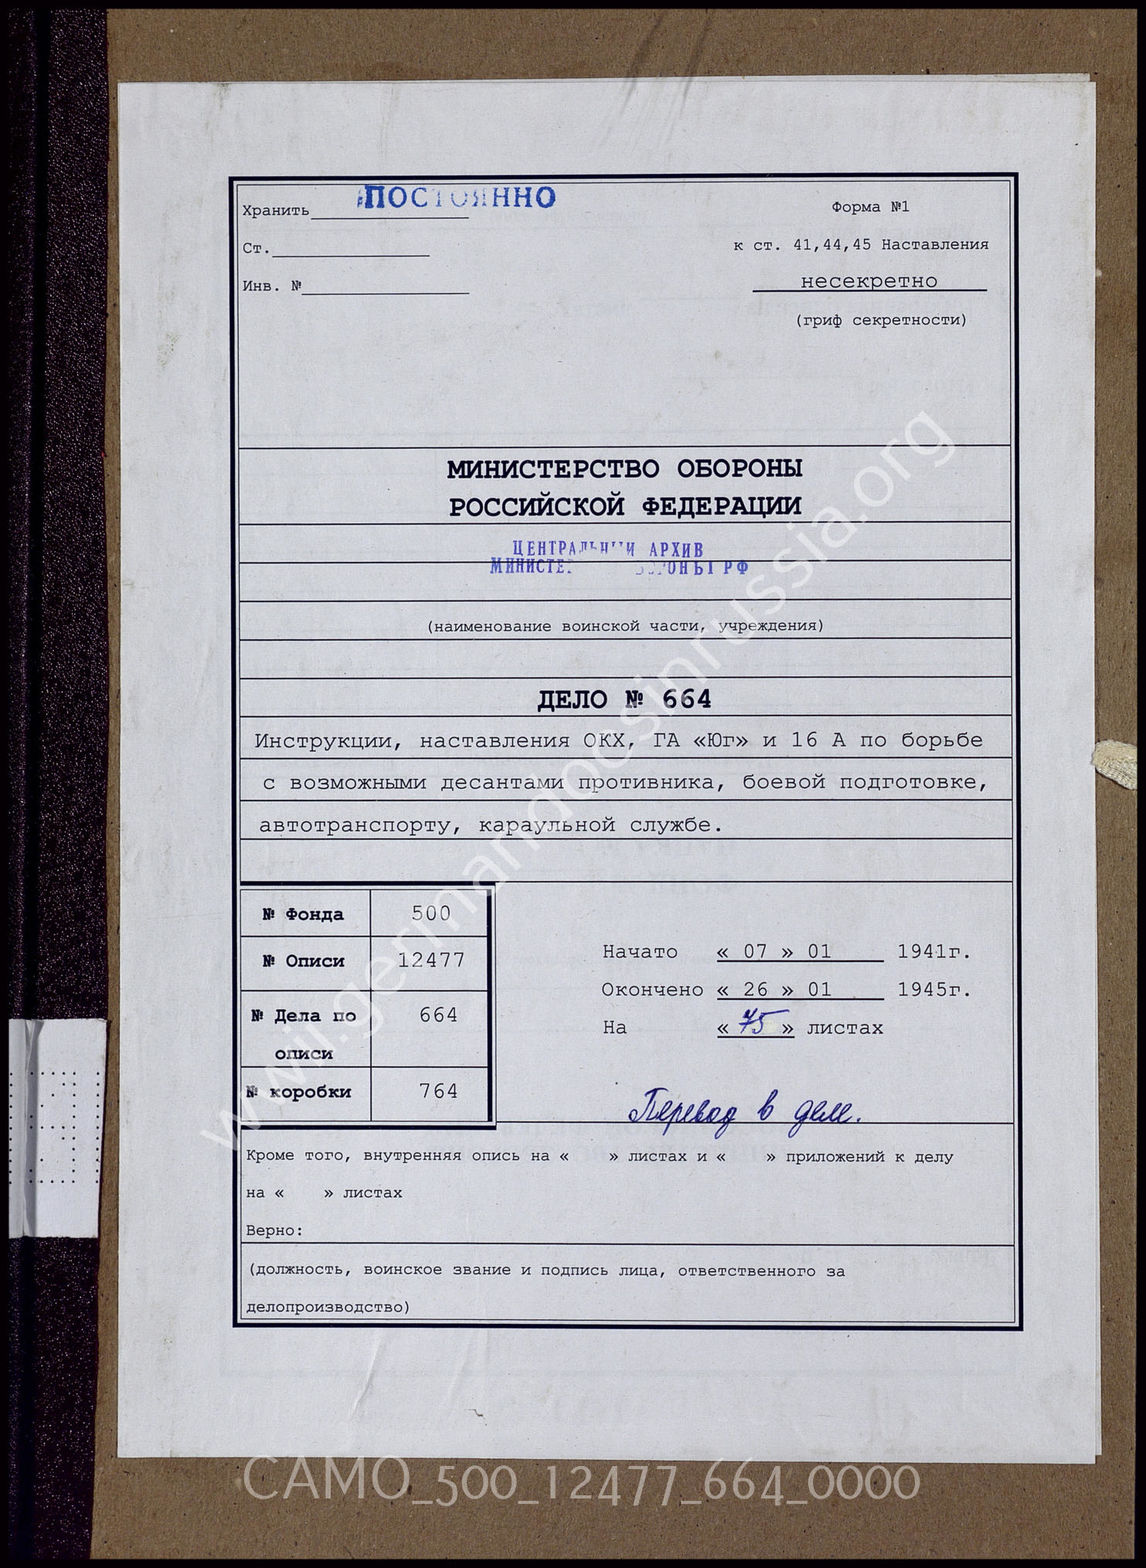 Хранить ПОСТОЯННО
Форма №1
Ст.
к ст. 41,44,45 Наставления
Инв. №
несекретно
(гриф секретности)
МИНИСТЕРСТВО ОБОРОНЫ
РОССИЙСКОЙ ФЕДЕРАЦИИ
ЦЕНТРАЛЬНЫЙ АРХИВ
РФ
(наименование воинской части, учреждения)
ДЕЛО № 664
Инструкции, наставления ОКХ, ГА «Юг» и 16 А по борьбе
с возможными десантами противника, боевой подготовке,
автотранспорту, караульной службе.
№ Фонда 500
№ Описи 12477
№ Дела по описи 664
№ коробки 764
Начато « 07 » 01 1941г.
Окончено « 26 » 01 1945г.
На « 75 » листах
Перевод в деле.
Кроме того, внутренняя опись на « » листах и « » приложений к делу
на « » листах
Верно:
(должность, воинское звание и подпись лица, ответственного за
делопроизводство)
www.germandocsinrussia.org
CAMO_500_12477_664_0000